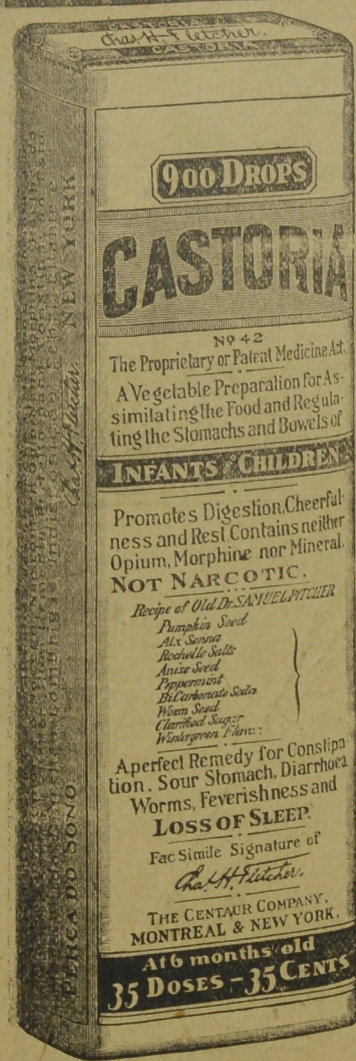 CASTORIA
Chas. H. Fletcher.
CASTORIA
900 DROPS
CASTORIA
Nº 42
The Proprietary or Patent Medicine Act.
A Vegetable Preparation for As-
similating the Food and Regula-
ting the Stomachs and Bowels of
INFANTS CHILDREN
Promotes Digestion, Cheerful-
ness and Rest. Contains neither
Opium, Morphine nor Mineral.
NOT NARCOTIC.
Recipe of Old Dr. SAMUEL PITCHER
Pumpkin Seed
Alx Senna
Rochelle Salts
Anise Seed
Peppermint
Bi Carbonate Soda
Worm Seed
Clarified Sugar
Wintergreen Flavor
A perfect Remedy for Constipa-
tion, Sour Stomach, Diarrhoea
Worms, Feverishness and
LOSS OF SLEEP.
Fac Simile Signature of
Chas. H. Fletcher.
THE CENTAUR COMPANY,
MONTREAL & NEW YORK.
At 6 months old
35 DOSES – 35 CENTS
PERCA DO SONO
Chas. H. Fletcher.
NEW YORK